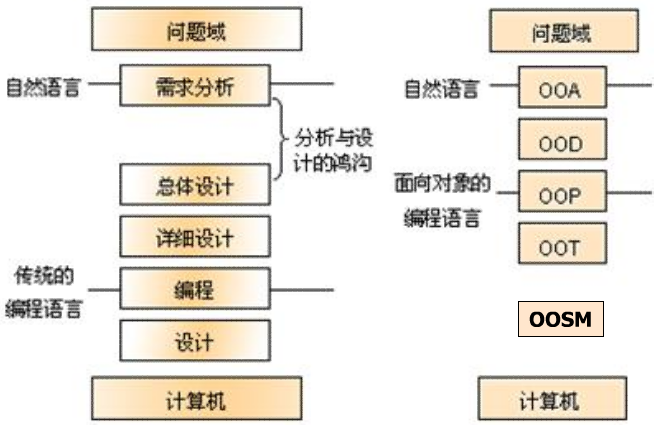 问题域
自然语言
需求分析
分析与设
计的鸿沟
总体设计
详细设计
传统的
编程语言
编程
设计
计算机
问题域
自然语言
OOA
OOD
面向对象的
编程语言
OOP
OOT
OOSM
计算机